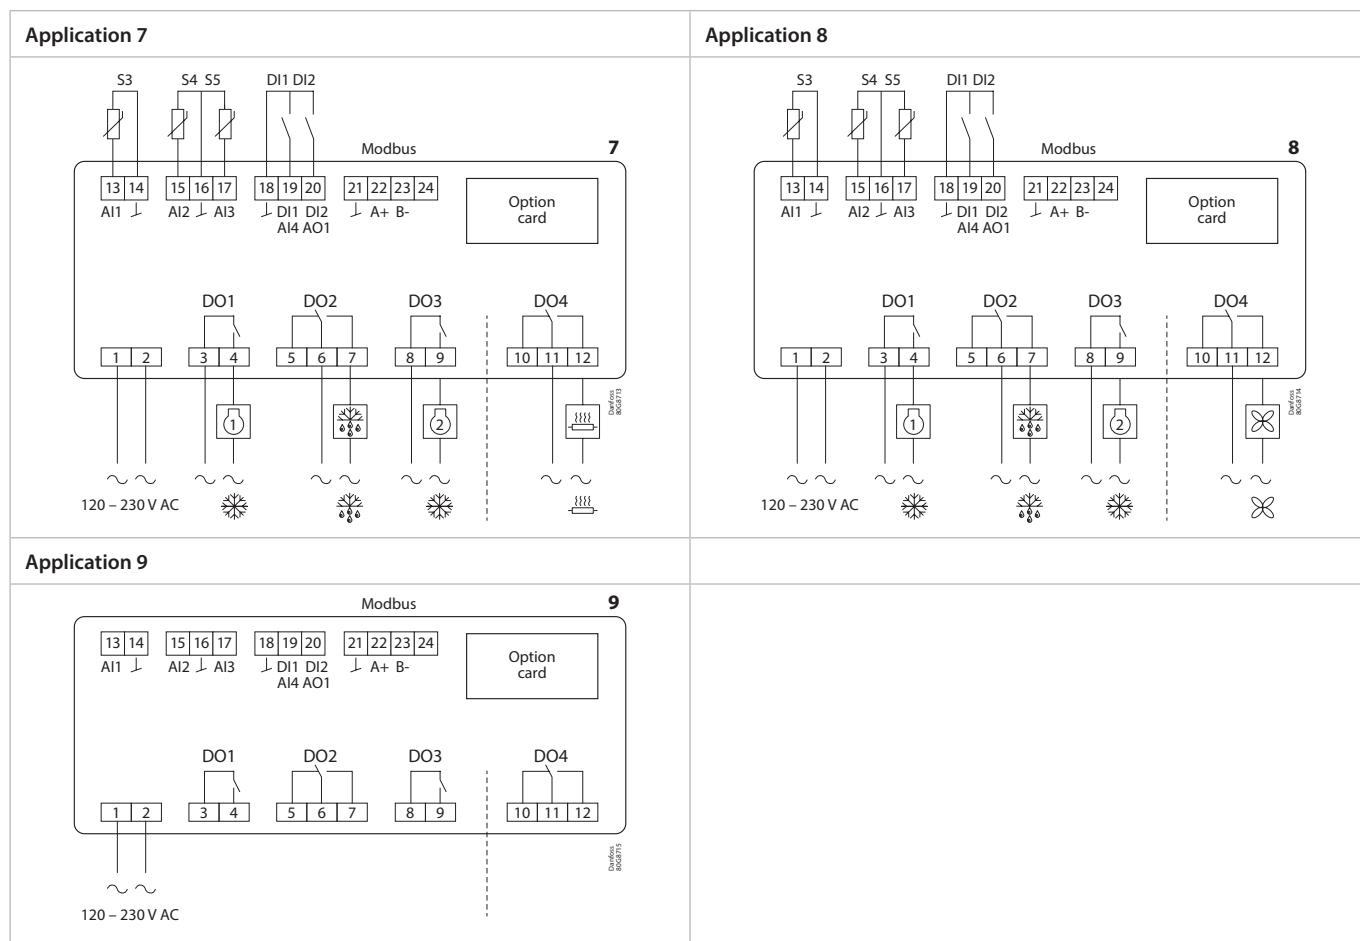 Application 7
S3 S4 S5 DI1 DI2
Modbus 7
13 14 15 16 17 18 19 20 21 22 23 24
AI1 AI2 AI3 DI1 DI2 A+ B-
AI4 AO1
Option
card
DO1 DO2 DO3 DO4
1 2 3 4 5 6 7 8 9 10 11 12
Danfoss
80G8713
1 2
120 – 230 V AC
Application 8
S3 S4 S5 DI1 DI2
Modbus 8
13 14 15 16 17 18 19 20 21 22 23 24
AI1 AI2 AI3 DI1 DI2 A+ B-
AI4 AO1
Option
card
DO1 DO2 DO3 DO4
1 2 3 4 5 6 7 8 9 10 11 12
Danfoss
80G8714
1 2
120 – 230 V AC
Application 9
Modbus 9
13 14 15 16 17 18 19 20 21 22 23 24
AI1 AI2 AI3 DI1 DI2 A+ B-
AI4 AO1
Option
card
DO1 DO2 DO3 DO4
1 2 3 4 5 6 7 8 9 10 11 12
Danfoss
80G8715
120 – 230 V AC